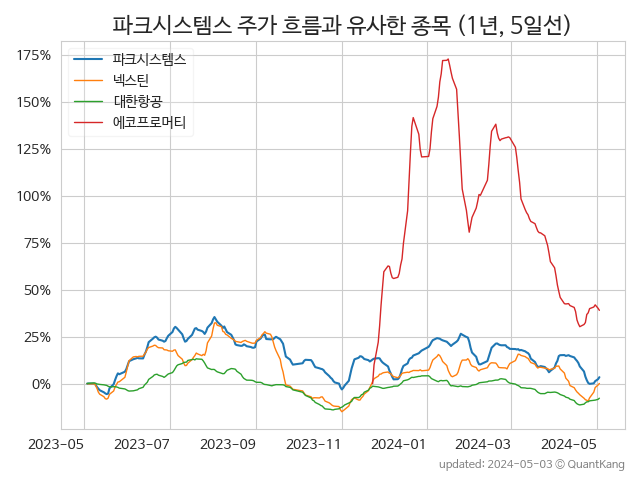 파크시스템스 주가 흐름과 유사한 종목 (1년, 5일선)
파크시스템스
넥스틴
대한항공
에코프로머티
175%
150%
125%
100%
75%
50%
25%
0%
2023-05 2023-07 2023-09 2023-11 2024-01 2024-03 2024-05
updated: 2024-05-03 © QuantKang